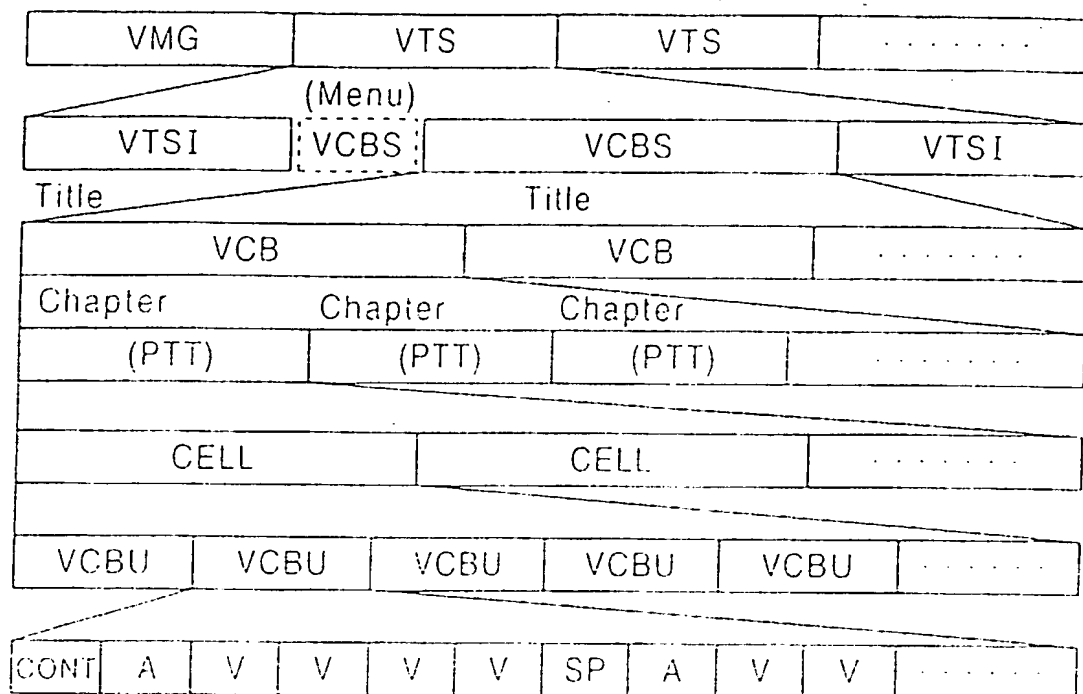 VMG VTS VTS .......
(Menu)
VTSI VCBS VCBS VTSI
Title Title
VCB VCB .......
Chapter Chapter Chapter
(PTT) (PTT) (PTT) .......
CELL CELL .......
VCBU VCBU VCBU VCBU VCBU ......
CONT A V V V V SP A V V ......